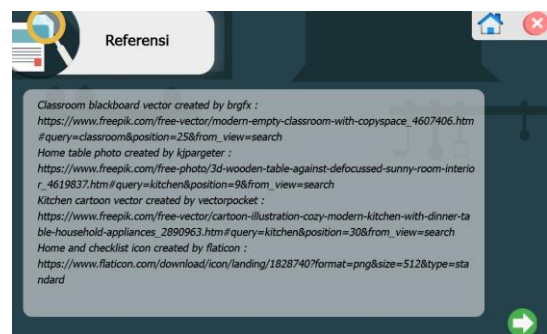 Referensi
Classroom blackboard vector created by brgfx :
https://www.freepik.com/free-vector/modern-empty-classroom-with-copyspace_4607406.htm
#query=classroom&position=25&from_view=search
Home table photo created by kjpargeter :
https://www.freepik.com/free-photo/3d-wooden-table-against-defocussed-sunny-room-interio
r_4619837.htm#query=kitchen&position=9&from_view=search
Kitchen cartoon vector created by vectorpocket :
https://www.freepik.com/free-vector/cartoon-illustration-cozy-modern-kitchen-with-dinner-ta
ble-household-appliances_2890963.htm#query=kitchen&position=30&from_view=search
Home and checklist icon created by flaticon :
https://www.flaticon.com/download/icon/landing/1828740?format=png&size=512&type=sta
ndard